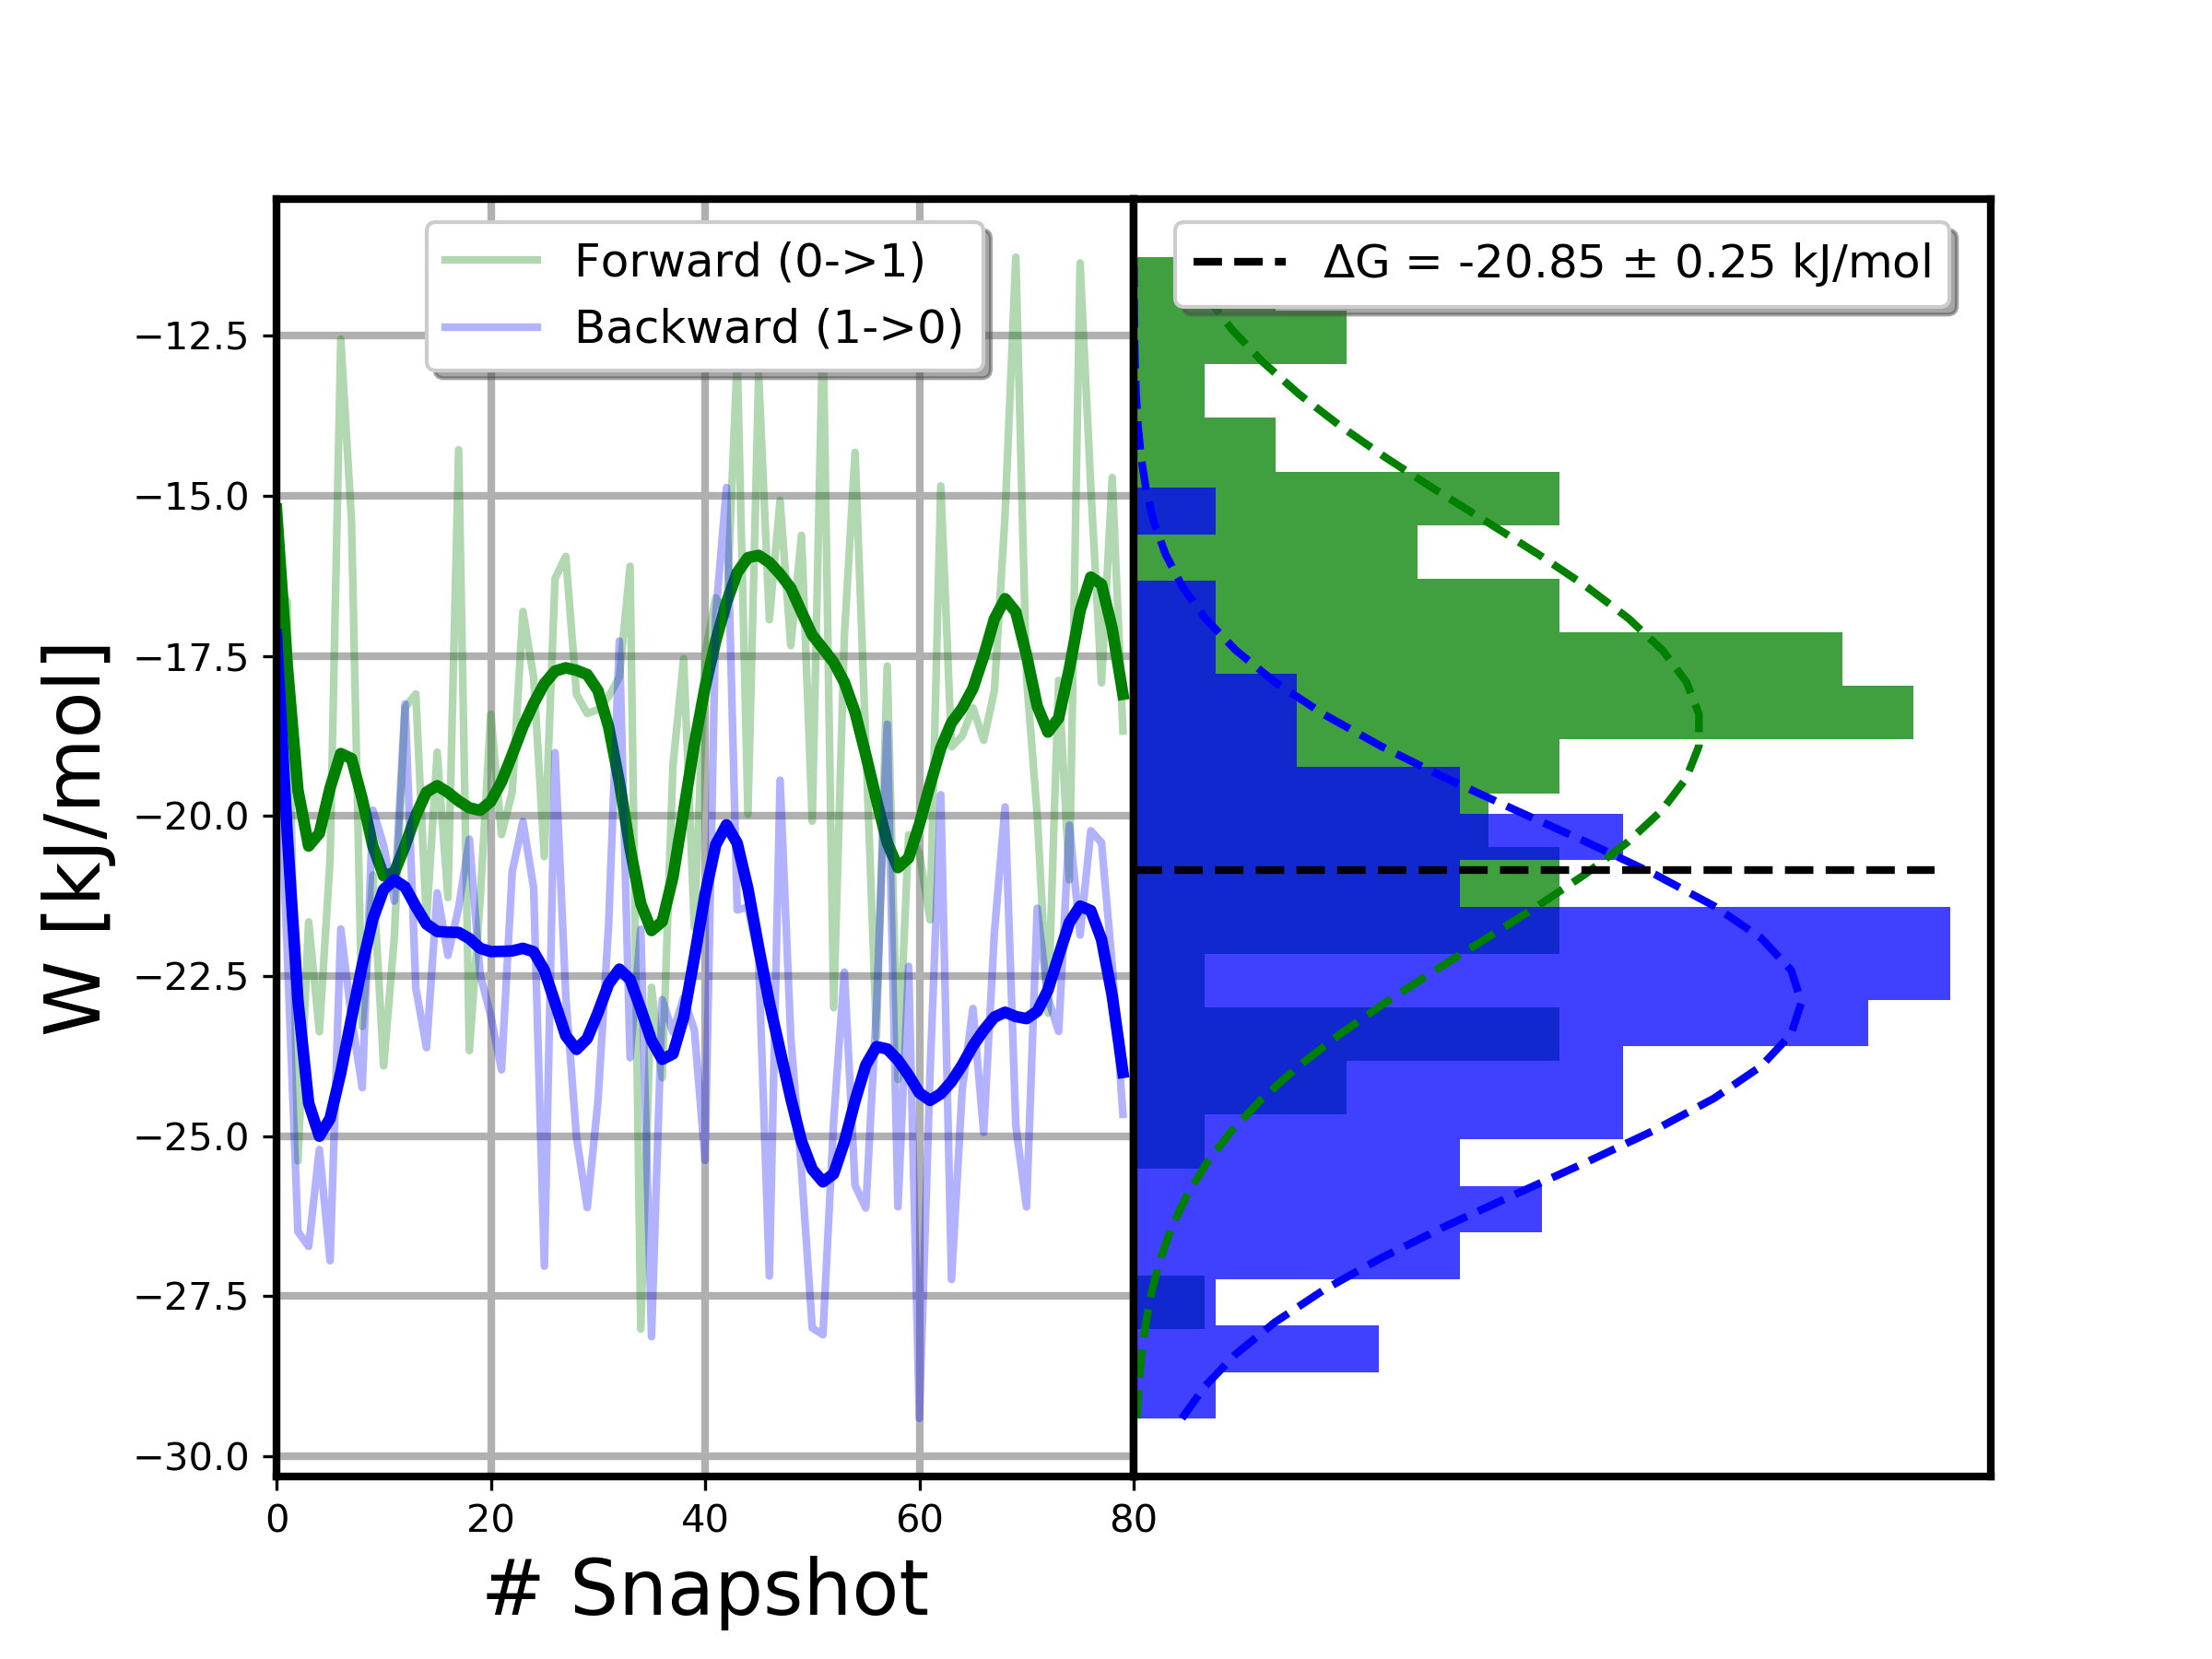 Forward (0->1)
Backward (1->0)
ΔG = -20.85 ± 0.25 kJ/mol
W [kJ/mol]
−12.5
−15.0
−17.5
−20.0
−22.5
−25.0
−27.5
−30.0
0 20 40 60 80
# Snapshot